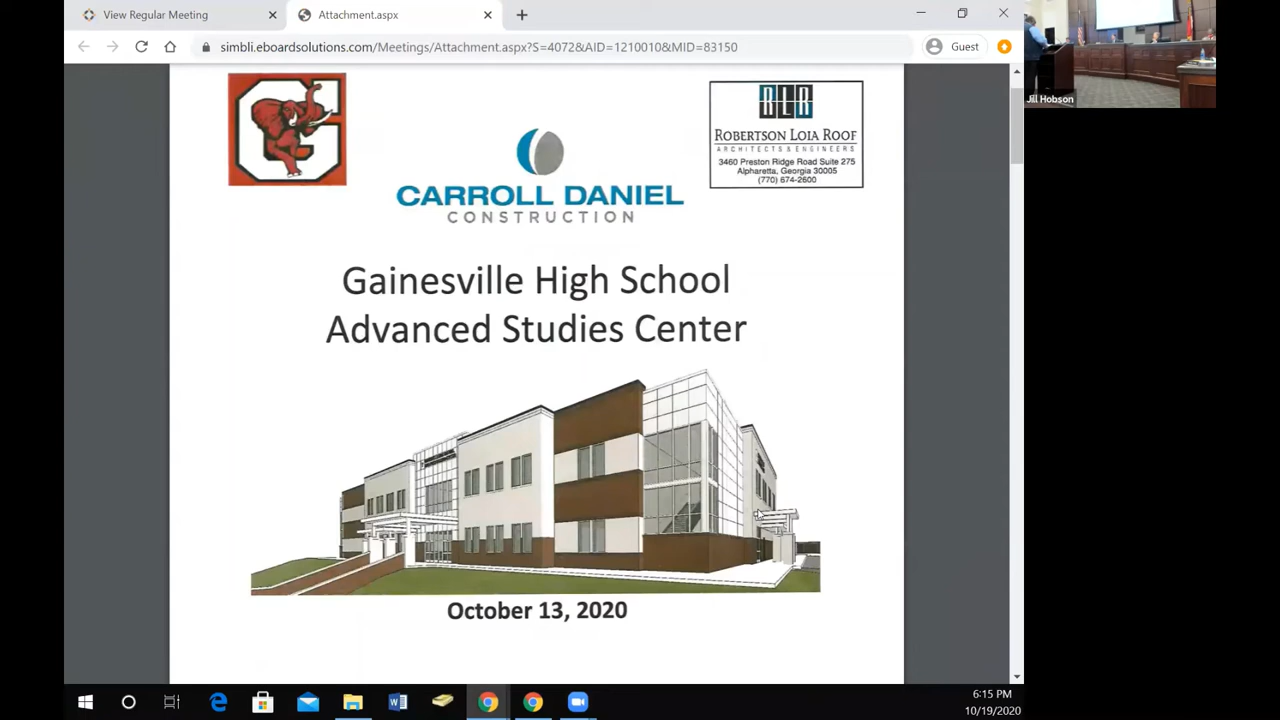 View Regular Meeting
Attachment.aspx
simbli.eboardsolutions.com/Meetings/Attachment.aspx?S=4072&AID=1210010&MID=83150
Guest
Jill Hobson
C
RLR
ROBERTSON LOIA ROOF
ARCHITECTS & ENGINEERS
3460 Preston Ridge Road Suite 275
Alpharetta, Georgia 30005
(770) 674-2600
CARROLL DANIEL
CONSTRUCTION
Gainesville High School
Advanced Studies Center
October 13, 2020
6:15 PM
10/19/2020